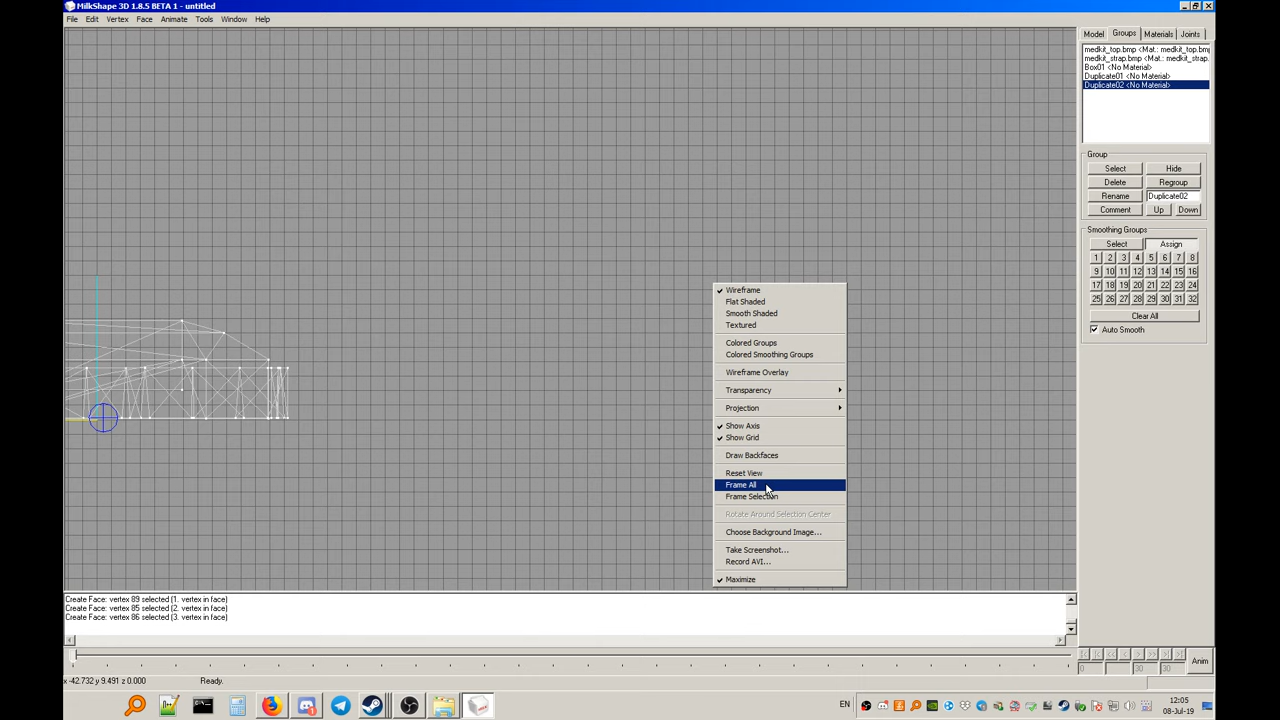 MilkShape 3D 1.8.5 BETA 1 - untitled
File Edit Vertex Face Animate Tools Window Help
Model Groups Materials Joints
medkit_top.bmp <Mat.: medkit_top.bm
medkit_strap.bmp <Mat.: medkit_strap.
Box01 <No Material>
Duplicate01 <No Material>
Duplicate02 <No Material>
Group
Select Hide
Delete Regroup
Rename Duplicate02
Comment Up Down
Smoothing Groups
Select Assign
1 2 3 4 5 6 7 8
9 10 11 12 13 14 15 16
17 18 19 20 21 22 23 24
25 26 27 28 29 30 31 32
Clear All
Auto Smooth
Wireframe
Flat Shaded
Smooth Shaded
Textured
Colored Groups
Colored Smoothing Groups
Wireframe Overlay
Transparency
Projection
Show Axis
Show Grid
Draw Backfaces
Reset View
Frame All
Frame Selection
Rotate Around Selection Center
Choose Background Image...
Take Screenshot...
Record AVI...
Maximize
Create Face: vertex 89 selected (1. vertex in face)
Create Face: vertex 85 selected (2. vertex in face)
Create Face: vertex 86 selected (3. vertex in face)
Anim
0 30 30
x -42.732 y 9.491 z 0.000 Ready.
EN
12:05
08-Jul-19